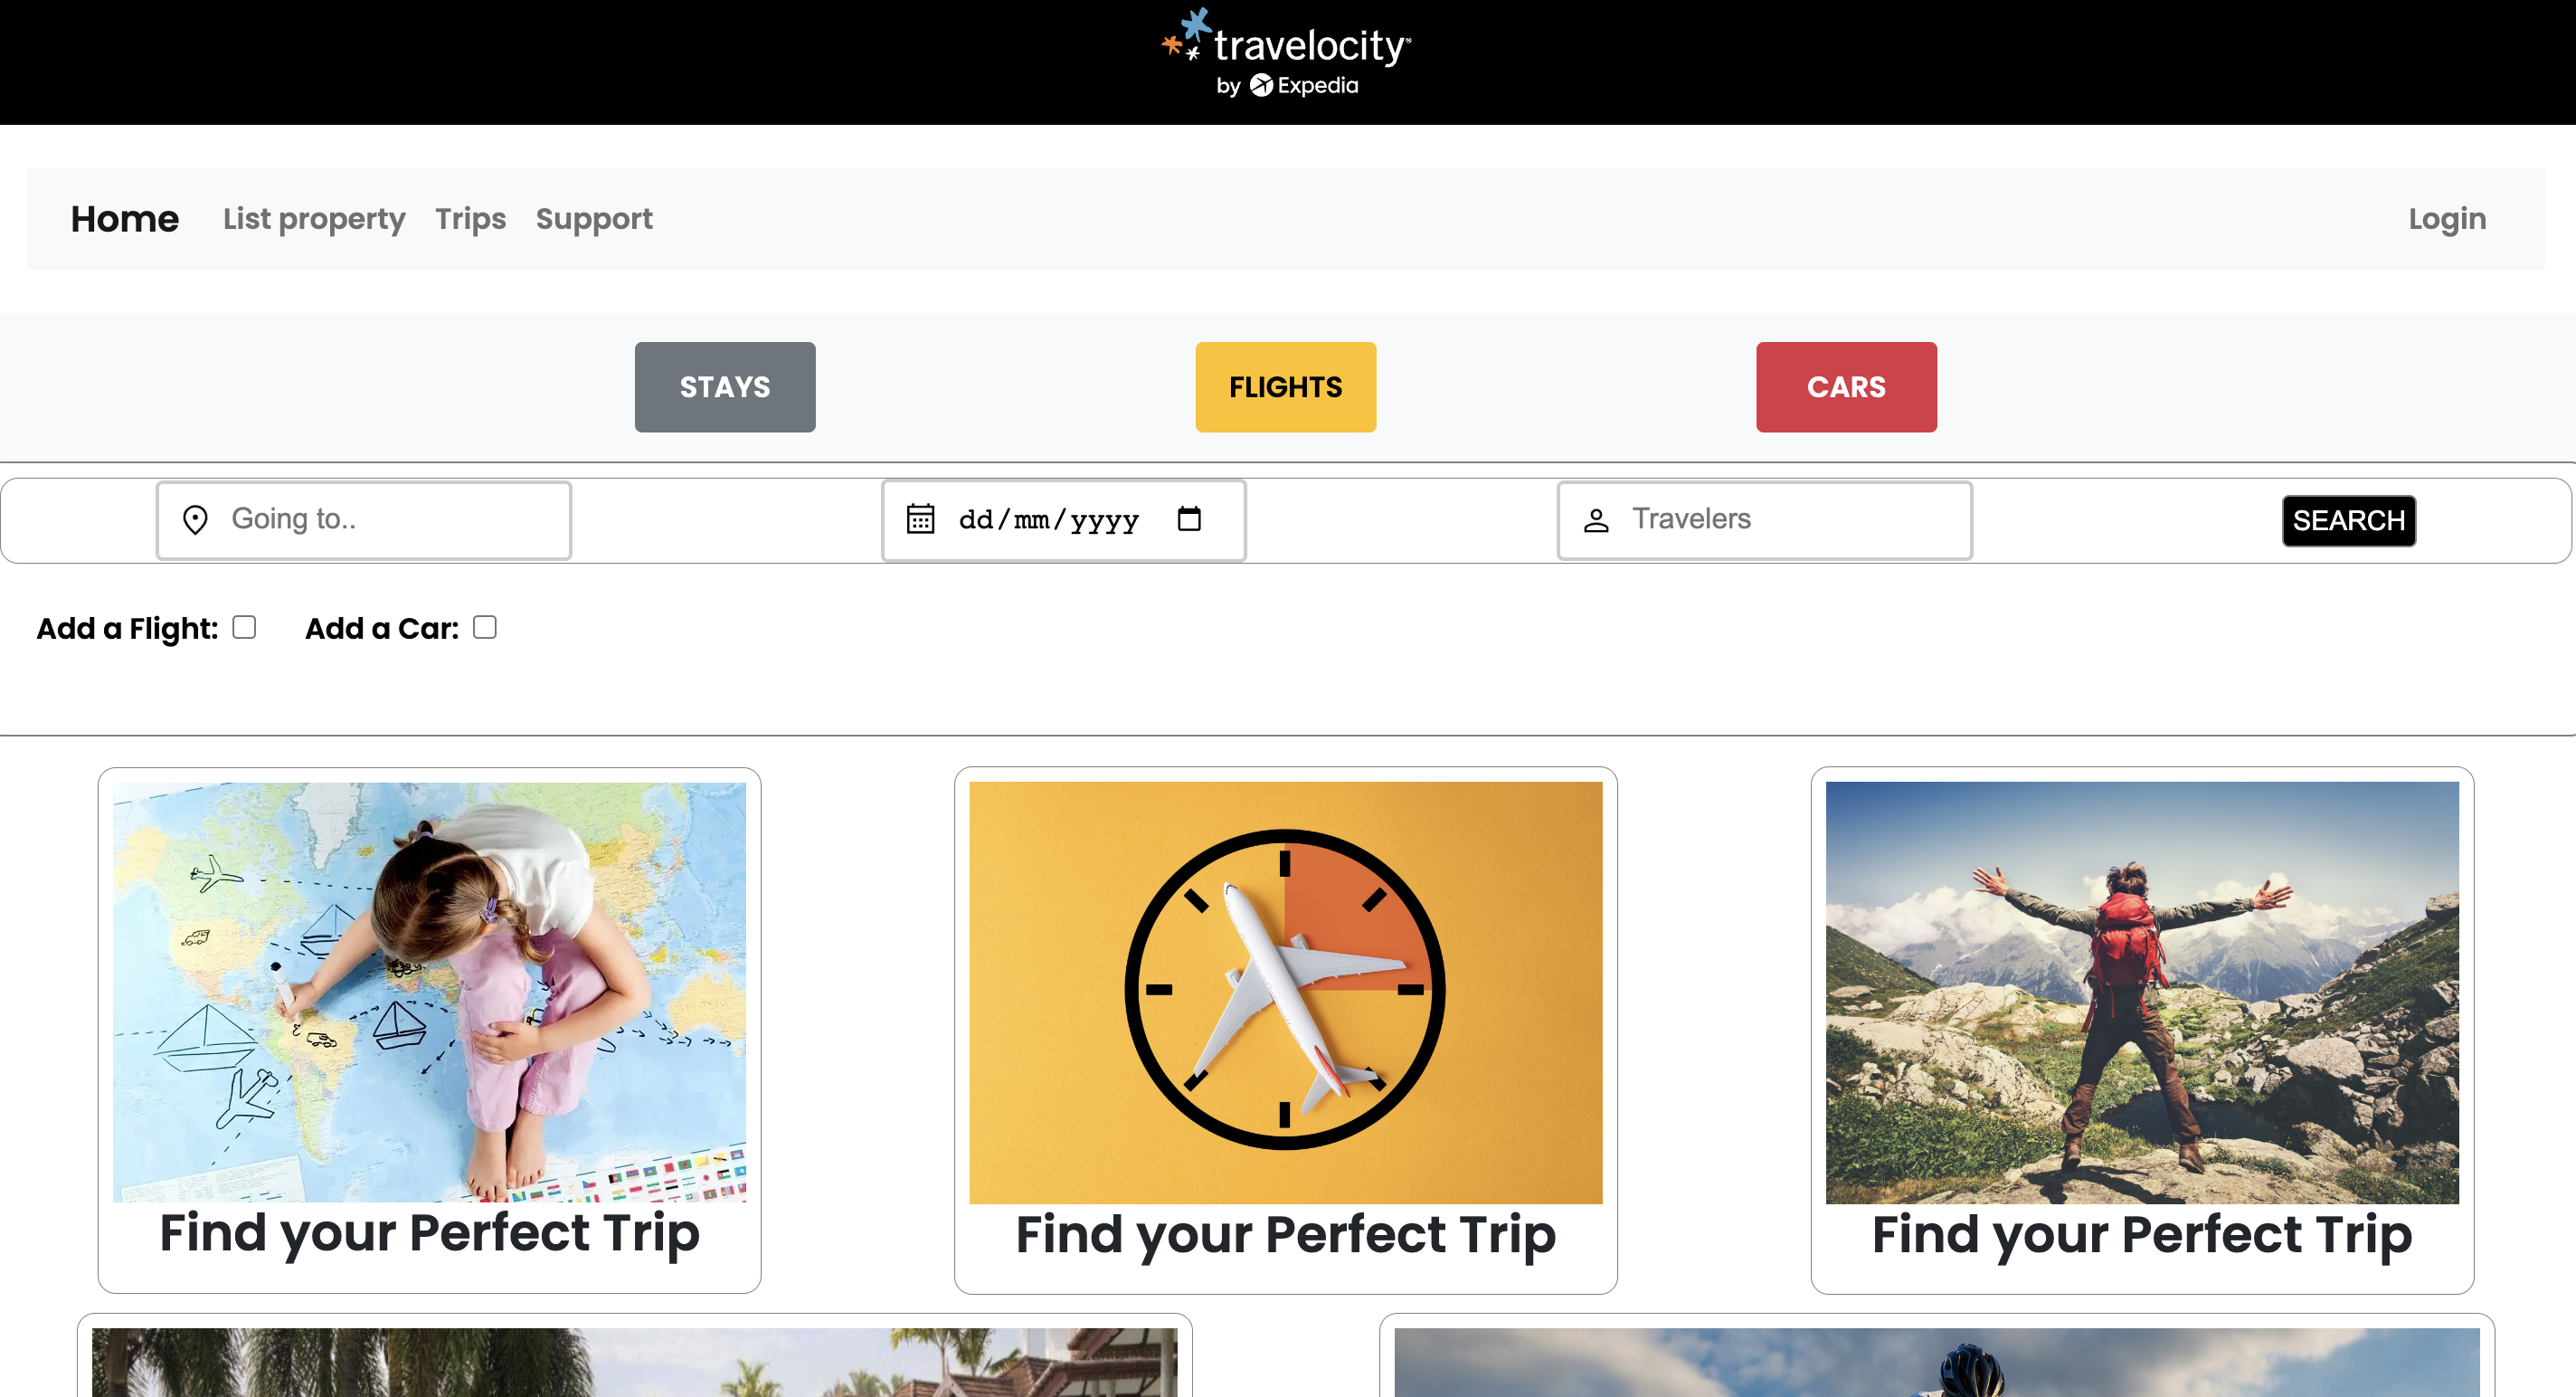 travelocity
by Expedia
Home List property Trips Support Login
STAYS FLIGHTS CARS
Going to.. dd/mm/yyyy Travelers SEARCH
Add a Flight: Add a Car:
Find your Perfect Trip Find your Perfect Trip Find your Perfect Trip